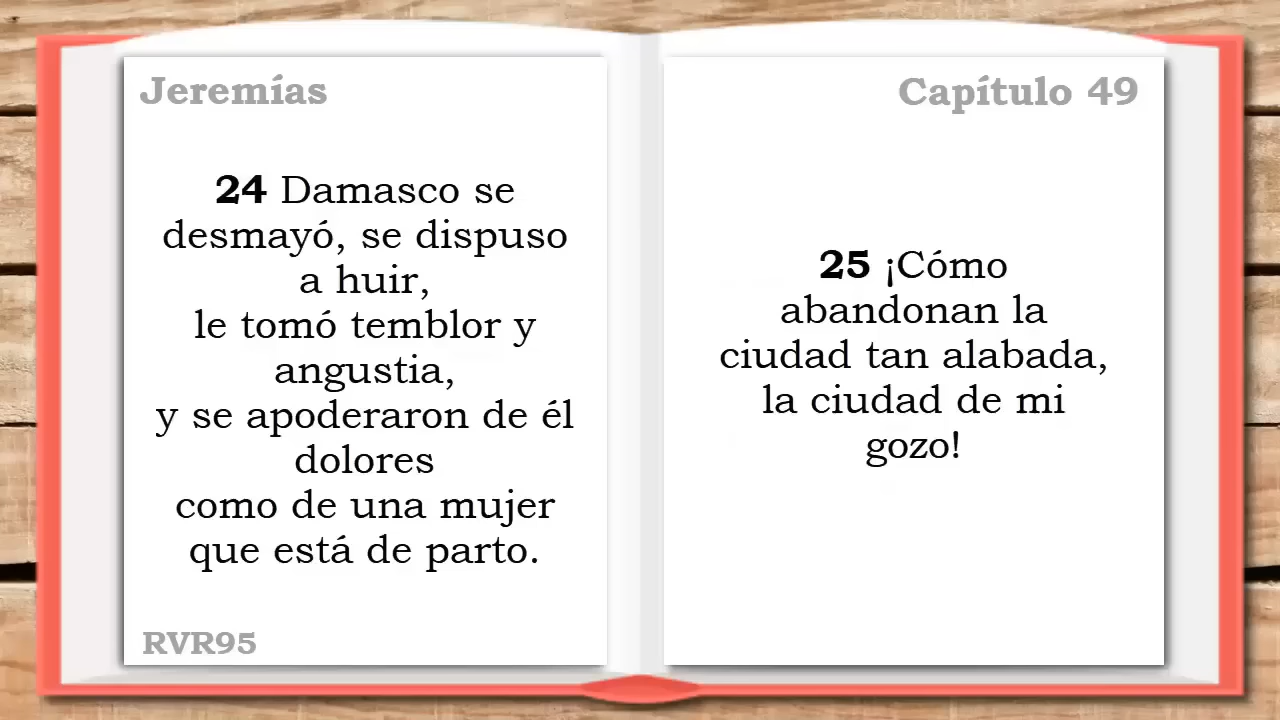 Jeremías
24 Damasco se
desmayó, se dispuso
a huir,
le tomó temblor y
angustia,
y se apoderaron de él
dolores
como de una mujer
que está de parto.
RVR95
Capítulo 49
25 ¡Cómo
abandonan la
ciudad tan alabada,
la ciudad de mi
gozo!